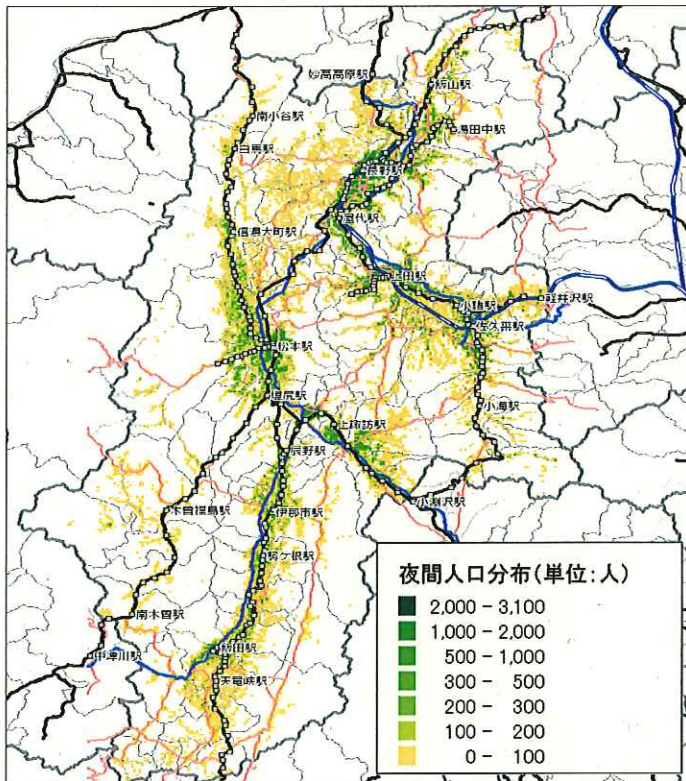 妙高高原駅
飯山駅
南小谷駅
湯田中駅
白馬駅
長野駅
屋代駅
信濃大町駅
上田駅
小諸駅
軽井沢駅
佐久平駅
松本駅
小海駅
塩尻駅
上諏訪駅
辰野駅
小淵沢駅
木曽福島駅
伊那市駅
駒ケ根駅
南木曽駅
飯田駅
中津川駅
天竜峡駅
夜間人口分布(単位:人)
2,000 - 3,100
1,000 - 2,000
500 - 1,000
300 - 500
200 - 300
100 - 200
0 - 100